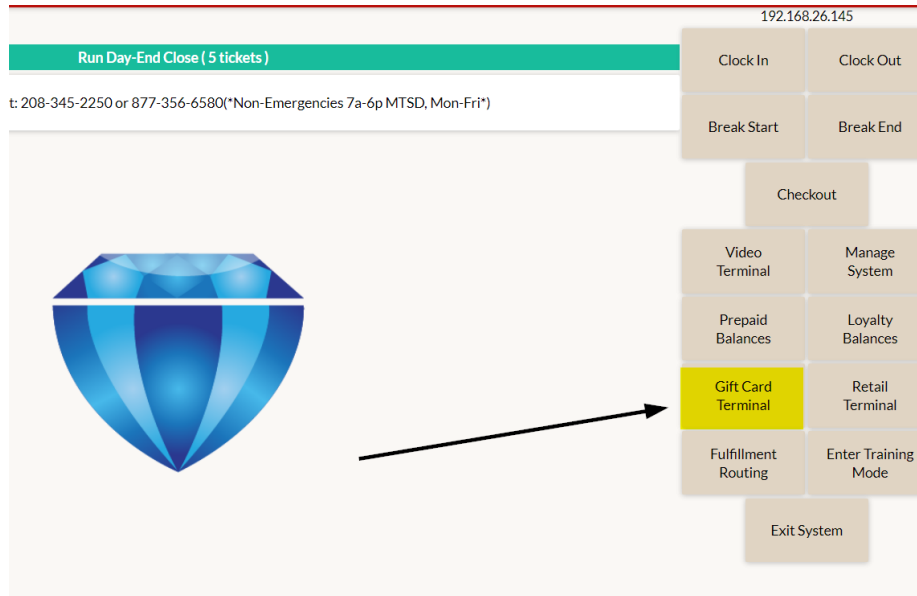 192.168.26.145
Run Day-End Close ( 5 tickets )
t: 208-345-2250 or 877-356-6580(*Non-Emergencies 7a-6p MTSD, Mon-Fri*)
Clock In
Clock Out
Break Start
Break End
Checkout
Video
Terminal
Manage
System
Prepaid
Balances
Loyalty
Balances
Gift Card
Terminal
Retail
Terminal
Fulfillment
Routing
Enter Training
Mode
Exit System